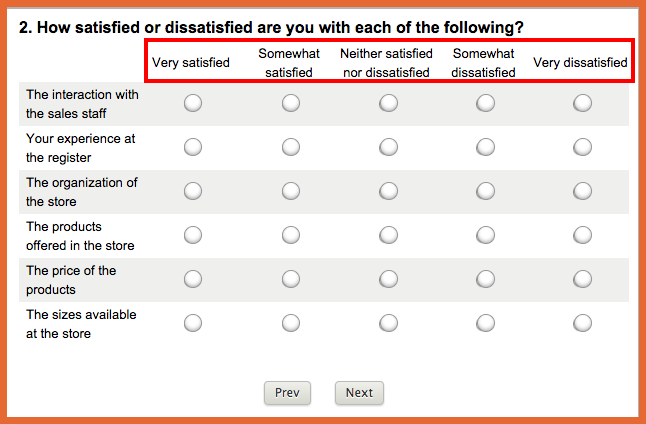 2. How satisfied or dissatisfied are you with each of the following?
Very satisfied
Somewhat
satisfied
Neither satisfied
nor dissatisfied
Somewhat
dissatisfied
Very dissatisfied
The interaction with
the sales staff
Your experience at
the register
The organization of
the store
The products
offered in the store
The price of the
products
The sizes available
at the store
Prev
Next